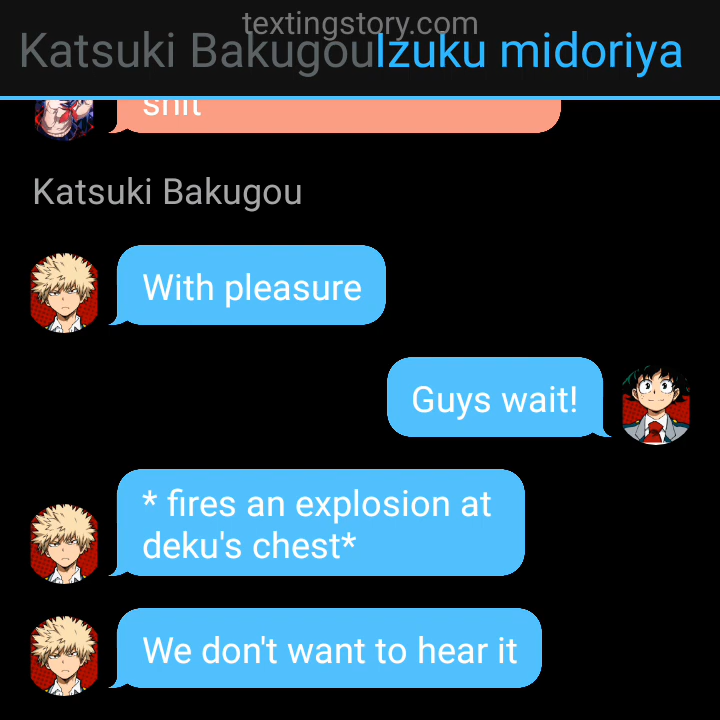 textingstory.com
Katsuki BakugouIzuku midoriya
shit
Katsuki Bakugou
With pleasure
Guys wait!
* fires an explosion at
deku's chest*
We don't want to hear it